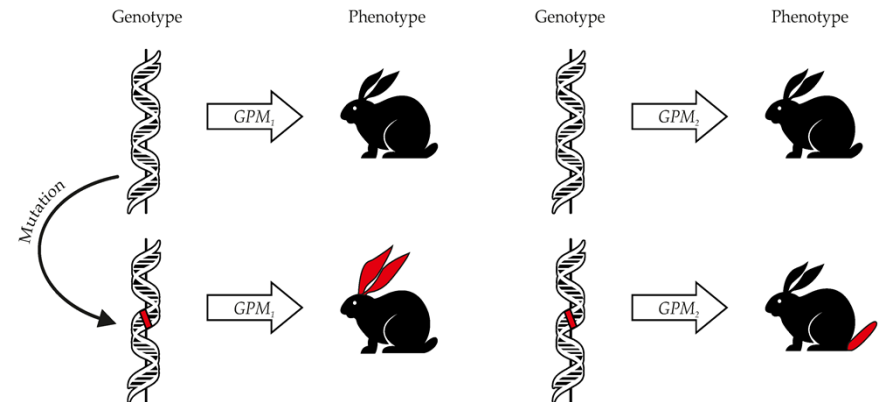 Genotype Phenotype Genotype Phenotype
GPM₁ GPM₂
Mutation
GPM₁ GPM₂